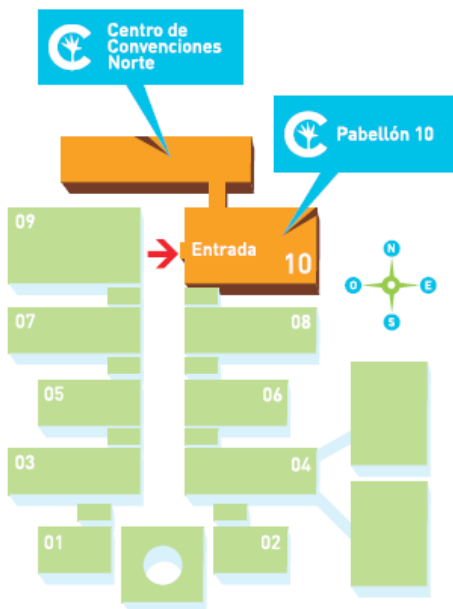 Centro de
Convenciones
Norte
Pabellón 10
09
Entrada
10
N
O
E
S
07
08
05
06
03
04
01
02